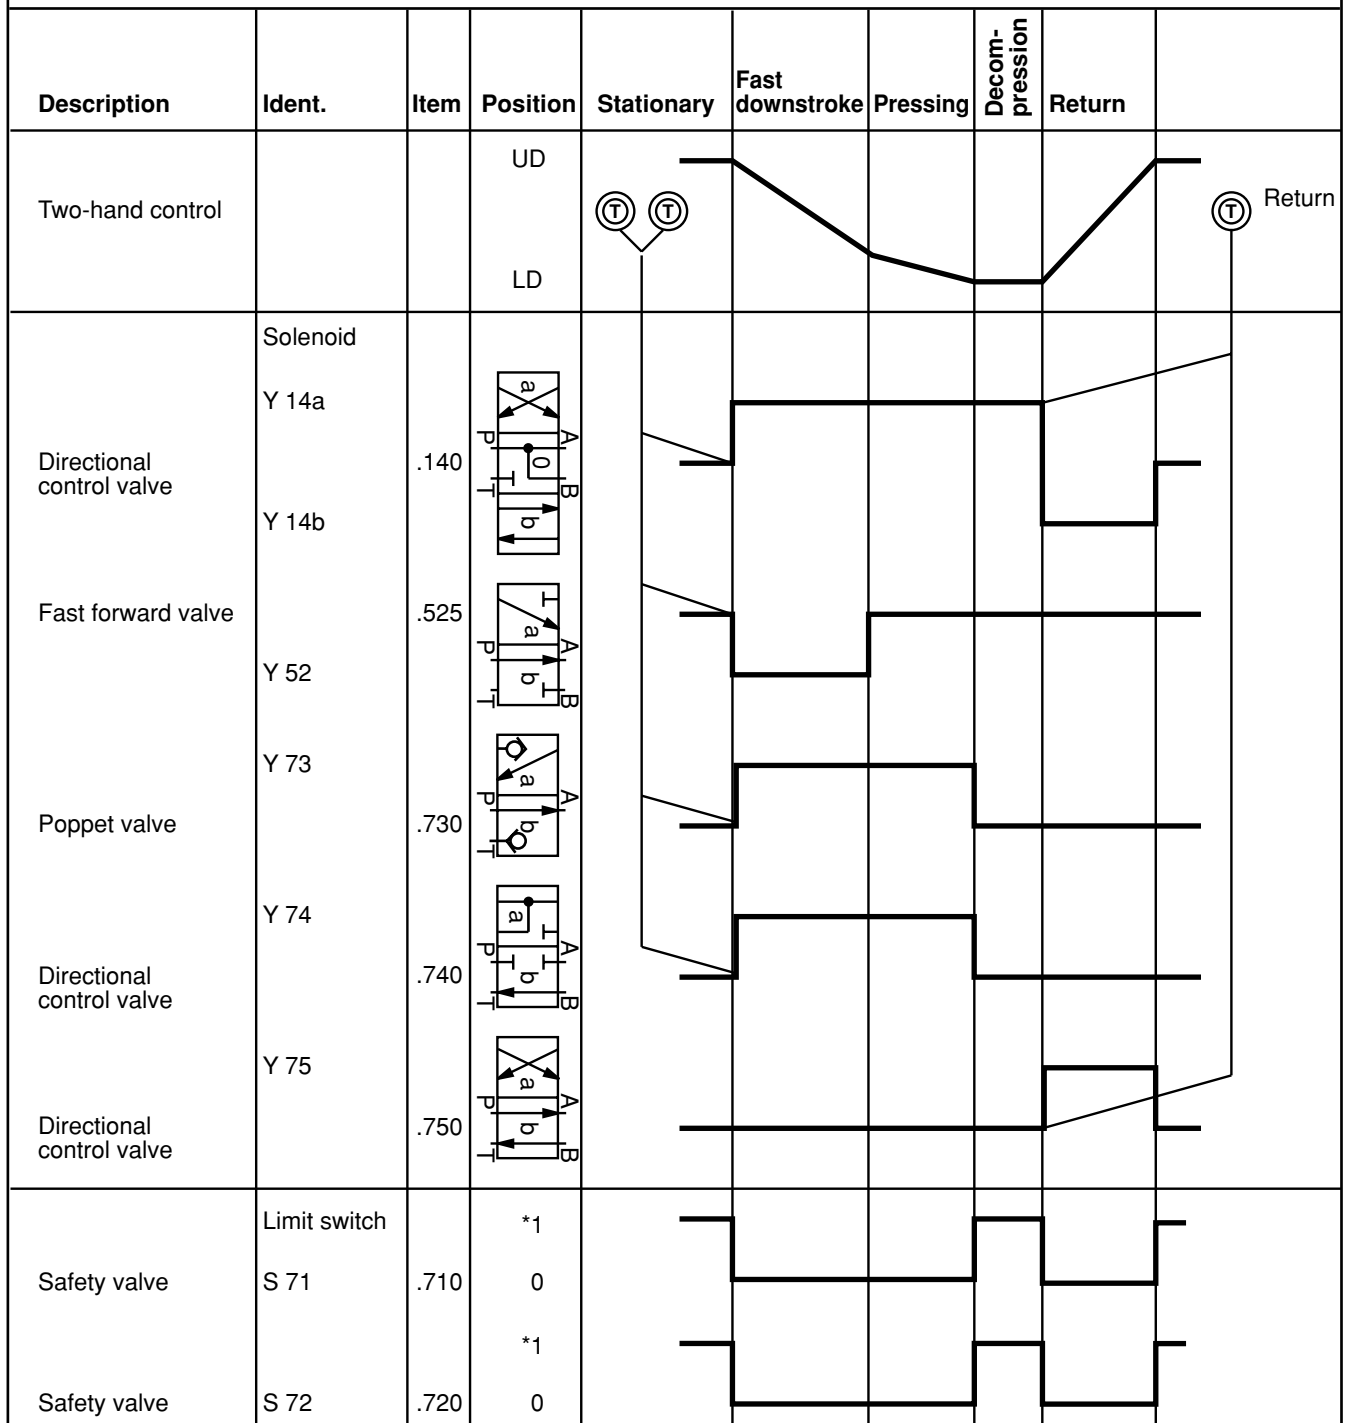 Description Ident. Item Position Stationary Fast downstroke Pressing Decom-pression Return
UD
Two-hand control T T T Return
LD
Solenoid
Y 14a
a
P A
Directional control valve .140
0
T B
Y 14b
b
Fast forward valve .525
a
P A
Y 52
b
T B
Y 73
a
P A
Poppet valve .730
b
T
Y 74
a
P A
Directional control valve .740
b
T B
Y 75
a
P A
Directional control valve .750
b
T B
Limit switch *1
Safety valve S 71 .710 0
*1
Safety valve S 72 .720 0